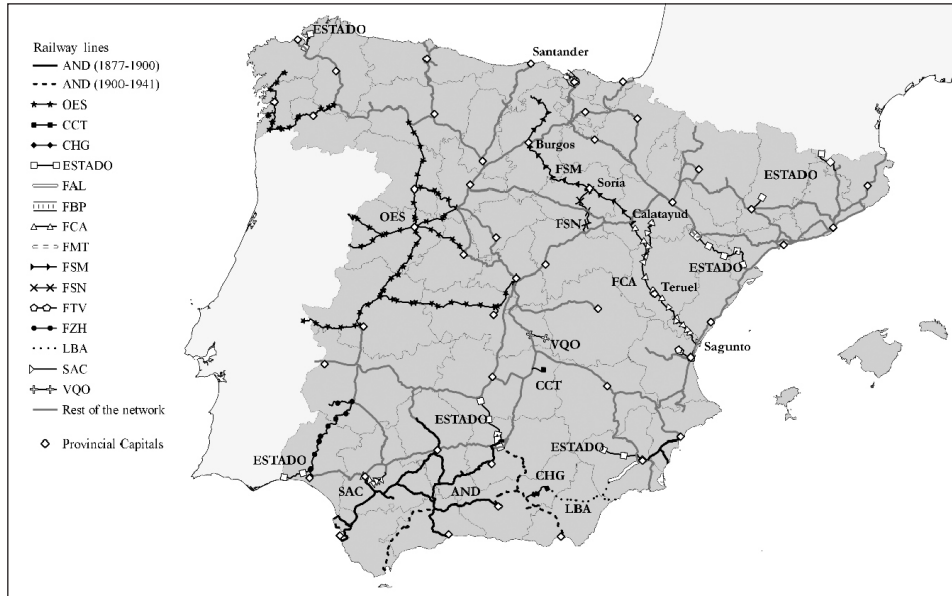 Railway lines
AND (1877-1900)
AND (1900-1941)
OES
CCT
CHG
ESTADO
FAL
FBP
FCA
FMT
FSM
FSN
FTV
FZH
LBA
SAC
VQO
Rest of the network
Provincial Capitals
ESTADO
Santander
Burgos
FSM
Soria
ESTADO
OES
FSN
Calatayud
ESTADO
FCA
Teruel
VQO
Sagunto
CCT
ESTADO
ESTADO
ESTADO
SAC
AND
CHG
LBA